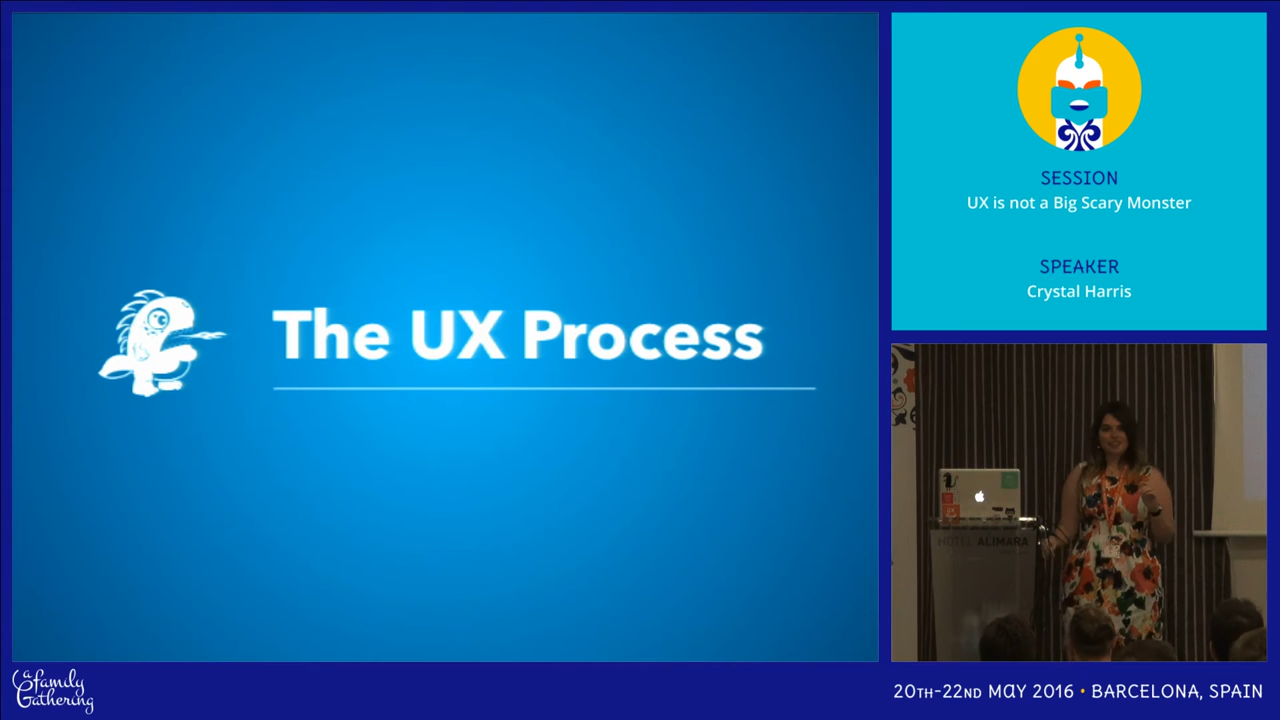 The UX Process
SESSION
UX is not a Big Scary Monster
SPEAKER
Crystal Harris
HOTEL ALIMARA
a family
Gathering
20TH-22ND MAY 2016 • BARCELONA, SPAIN